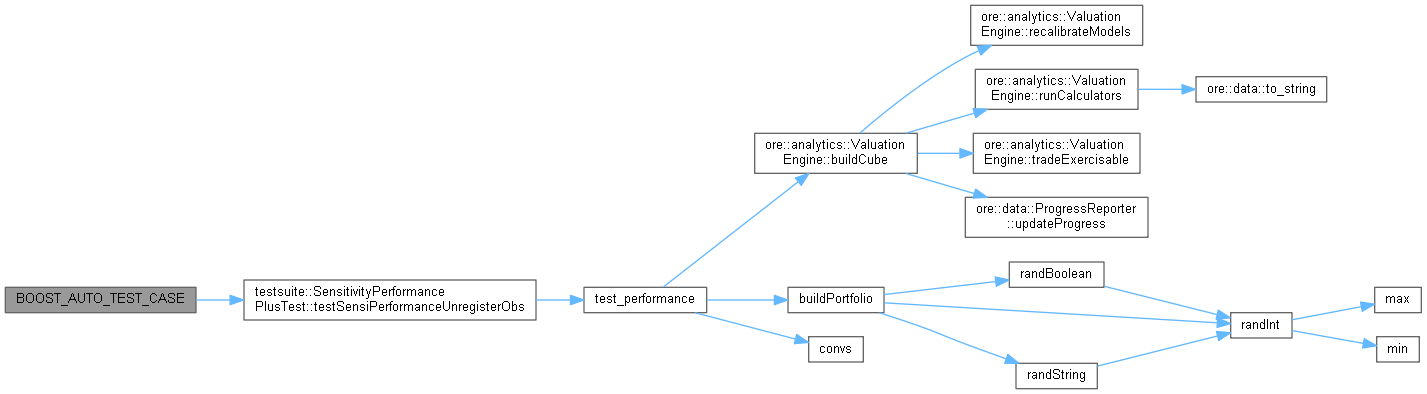 ore::analytics::Valuation
Engine::recalibrateModels
ore::analytics::Valuation
Engine::runCalculators
ore::data::to_string
ore::analytics::Valuation
Engine::buildCube
ore::analytics::Valuation
Engine::tradeExercisable
ore::data::ProgressReporter
::updateProgress
BOOST_AUTO_TEST_CASE
testsuite::SensitivityPerformance
PlusTest::testSensiPerformanceUnregisterObs
test_performance
buildPortfolio
convs
randBoolean
randString
randInt
max
min